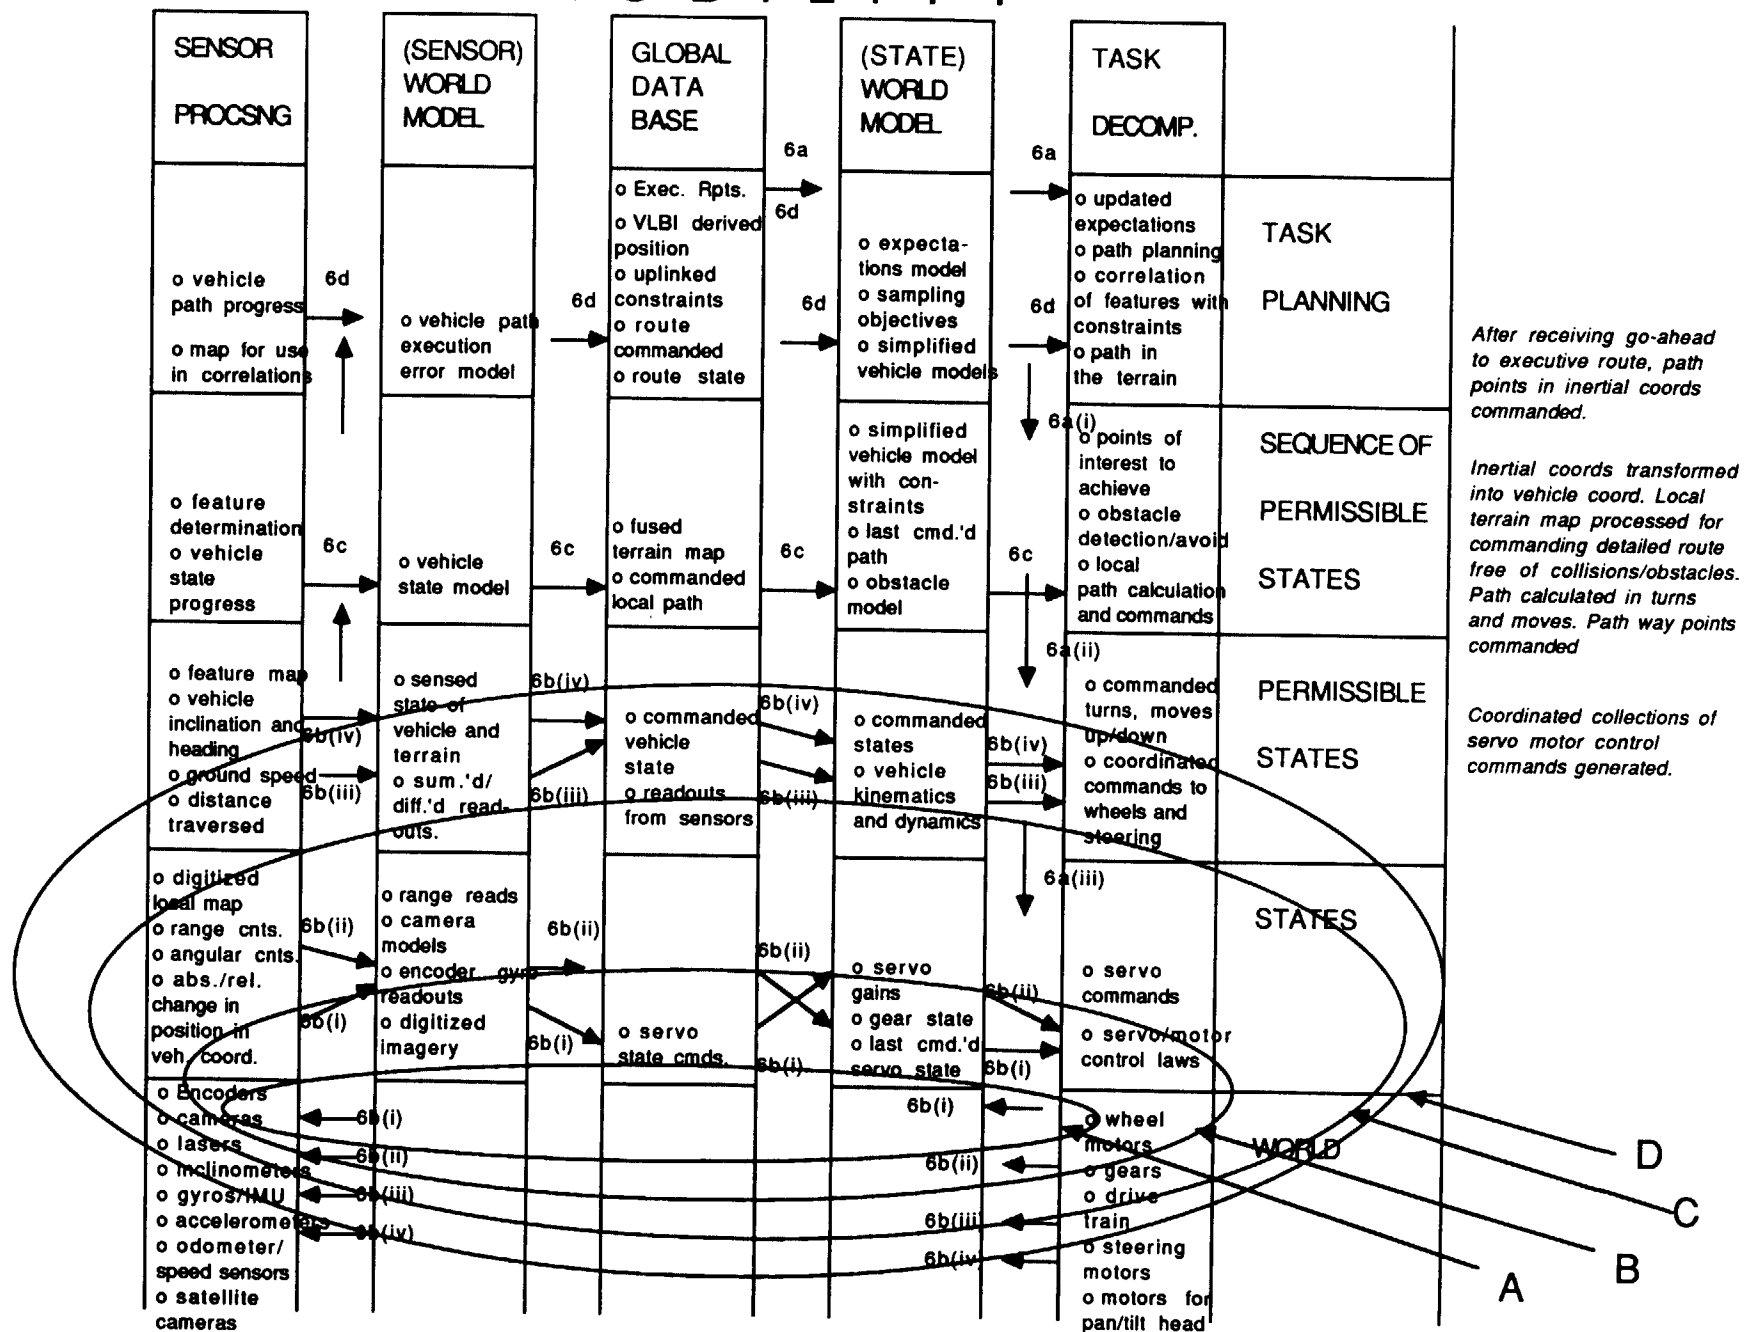 SENSOR
PROCSNG
(SENSOR)
WORLD
MODEL
GLOBAL
DATA
BASE
(STATE)
WORLD
MODEL
TASK
DECOMP.
6a
6a
o vehicle
path progress
o map for use
in correlations
6d
o vehicle path
execution
error model
6d
o Exec. Rpts.
o VLBI derived
position
o uplinked
constraints
o route
commanded
o route state
6d
6d
o expecta-
tions model
o sampling
objectives
o simplified
vehicle models
6d
o updated
expectations
o path planning
o correlation
of features with
constraints
o path in
the terrain
TASK
PLANNING
After receiving go-ahead
to executive route, path
points in inertial coords
commanded.
6a(i)
o feature
determination
o vehicle
state
progress
6c
o vehicle
state model
6c
o fused
terrain map
o commanded
local path
6c
o simplified
vehicle model
with con-
straints
o last cmd.'d
path
o obstacle
model
6c
o points of
interest to
achieve
o obstacle
detection/avoid
o local
path calculation
and commands
SEQUENCE OF
PERMISSIBLE
STATES
Inertial coords transformed
into vehicle coord. Local
terrain map processed for
commanding detailed route
free of collisions/obstacles.
Path calculated in turns
and moves. Path way points
commanded
6a(ii)
o feature map
o vehicle
inclination and
heading
o ground speed
o distance
traversed
6b(iv)
6b(iii)
o sensed
state of
vehicle and
terrain
o sum.'d/
diff.'d read-
outs.
6b(iv)
6b(iii)
o commanded
vehicle
state
o readouts
from sensors
6b(iv)
6b(iii)
o commanded
states
o vehicle
kinematics
and dynamics
6b(iv)
6b(iii)
o commanded
turns, moves
up/down
o coordinated
commands to
wheels and
steering
PERMISSIBLE
STATES
Coordinated collections of
servo motor control
commands generated.
6a(iii)
o digitized
local map
o range cnts.
o angular cnts.
o abs./rel.
change in
position in
veh. coord.
6b(ii)
6b(i)
o range reads
o camera
models
o encoder gyro
readouts
o digitized
imagery
6b(ii)
6b(i)
o servo
state cmds.
6b(ii)
6b(i)
o servo
gains
o gear state
o last cmd.'d
servo state
6b(ii)
6b(i)
o servo
commands
o servo/motor
control laws
STATES
o Encoders
o cameras
o lasers
o inclinometers
o gyros/IMU
o accelerometers
o odometer/
speed sensors
o satellite
cameras
6b(i)
6b(ii)
6b(iii)
6b(iv)
6b(i)
6b(ii)
6b(iii)
6b(iv)
o wheel
motors
o gears
o drive
train
o steering
motors
o motors for
pan/tilt head
WORLD
D
C
B
A